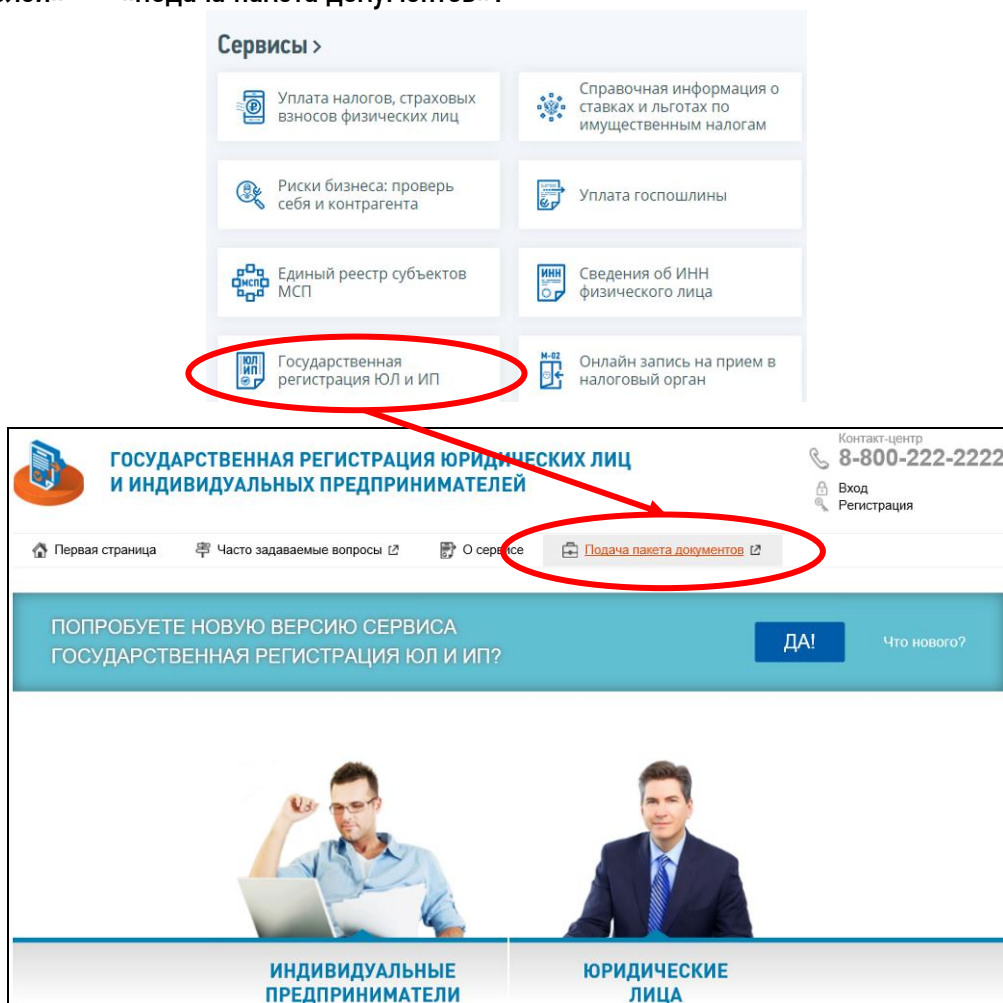 Сервисы >
Уплата налогов, страховых
взносов физических лиц
Справочная информация о
ставках и льготах по
имущественным налогам
Риски бизнеса: проверь
себя и контрагента
Уплата госпошлины
МСП
Единый реестр субъектов
МСП
ИНН
Сведения об ИНН
физического лица
ЮЛ
ИП
Государственная
регистрация ЮЛ и ИП
М-02
Онлайн запись на прием в
налоговый орган
ГОСУДАРСТВЕННАЯ РЕГИСТРАЦИЯ ЮРИДИЧЕСКИХ ЛИЦ
И ИНДИВИДУАЛЬНЫХ ПРЕДПРИНИМАТЕЛЕЙ
Контакт-центр
8-800-222-2222
Вход
Регистрация
Первая страница
Часто задаваемые вопросы
О сервисе
Подача пакета документов
ПОПРОБУЕТЕ НОВУЮ ВЕРСИЮ СЕРВИСА
ГОСУДАРСТВЕННАЯ РЕГИСТРАЦИЯ ЮЛ И ИП?
ДА!
Что нового?
ИНДИВИДУАЛЬНЫЕ
ПРЕДПРИНИМАТЕЛИ
ЮРИДИЧЕСКИЕ
ЛИЦА